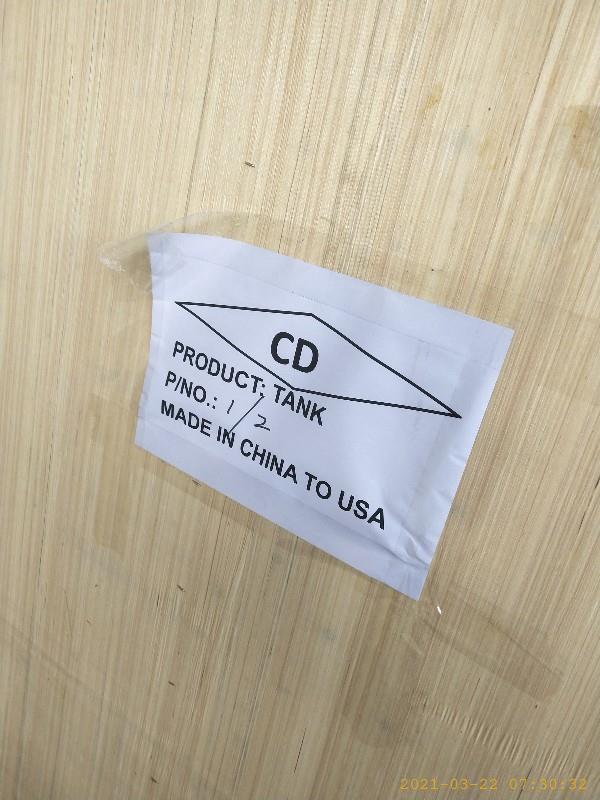 CD
PRODUCT: TANK
P/NO.: 1/2
MADE IN CHINA TO USA
2021-03-22 07:30:32